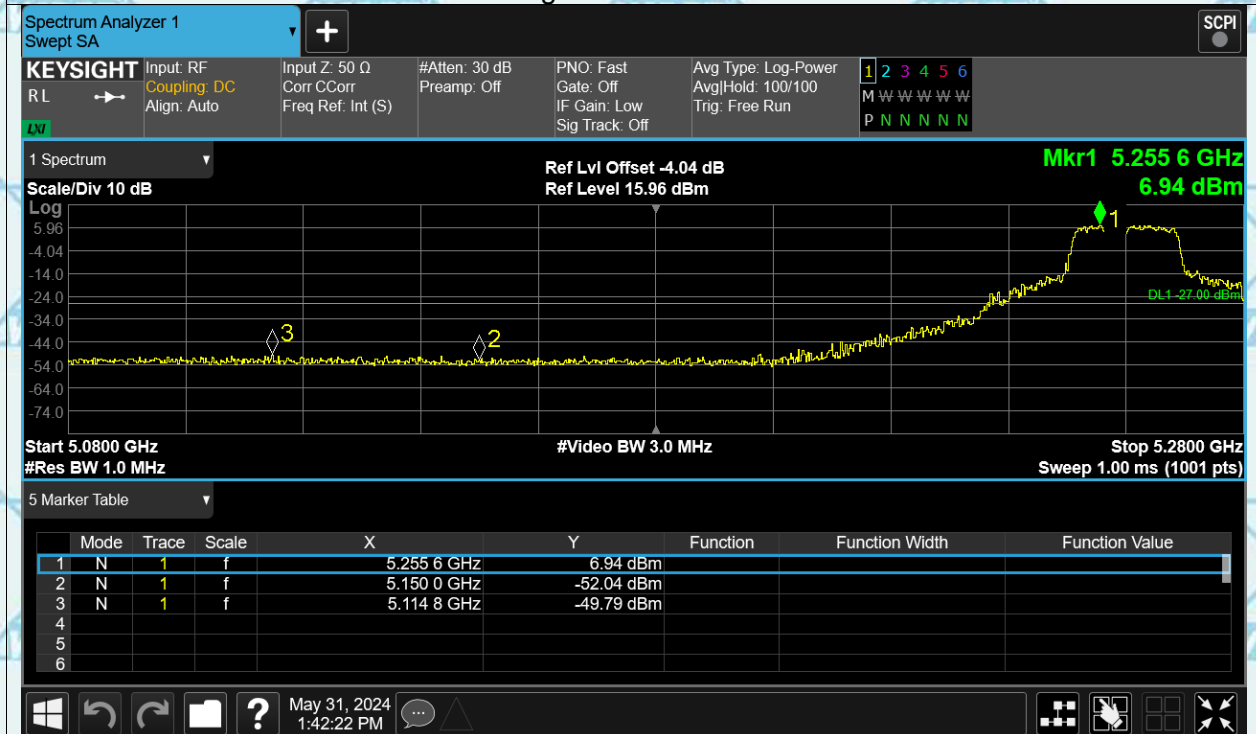 Spectrum Analyzer 1
Swept SA
+
SCPI
KEYSIGHT
RL
LXI
Input: RF
Coupling: DC
Align: Auto
Input Z: 50 Ω
Corr CCorr
Freq Ref: Int (S)
#Atten: 30 dB
Preamp: Off
PNO: Fast
Gate: Off
IF Gain: Low
Sig Track: Off
Avg Type: Log-Power
Avg|Hold: 100/100
Trig: Free Run
1 2 3 4 5 6
M W W W W W
P N N N N N
1 Spectrum
Scale/Div 10 dB
Ref Lvl Offset -4.04 dB
Ref Level 15.96 dBm
Mkr1 5.255 6 GHz
6.94 dBm
Log
5.96
-4.04
-14.0
-24.0
-34.0
-44.0
-54.0
-64.0
-74.0
1
2
3
DL1 -27.00 dBm
Start 5.0800 GHz
#Video BW 3.0 MHz
Stop 5.2800 GHz
#Res BW 1.0 MHz
Sweep 1.00 ms (1001 pts)
5 Marker Table
Mode Trace Scale X Y Function Function Width Function Value
1 N 1 f 5.255 6 GHz 6.94 dBm
2 N 1 f 5.150 0 GHz -52.04 dBm
3 N 1 f 5.114 8 GHz -49.79 dBm
4
5
6
?
May 31, 2024
1:42:22 PM